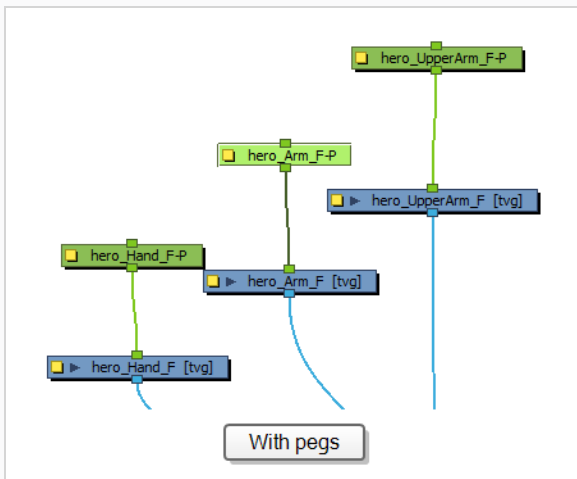 hero_UpperArm_F-P
hero_Arm_F-P
hero_UpperArm_F [tvg]
hero_Hand_F-P
hero_Arm_F [tvg]
hero_Hand_F [tvg]
With pegs